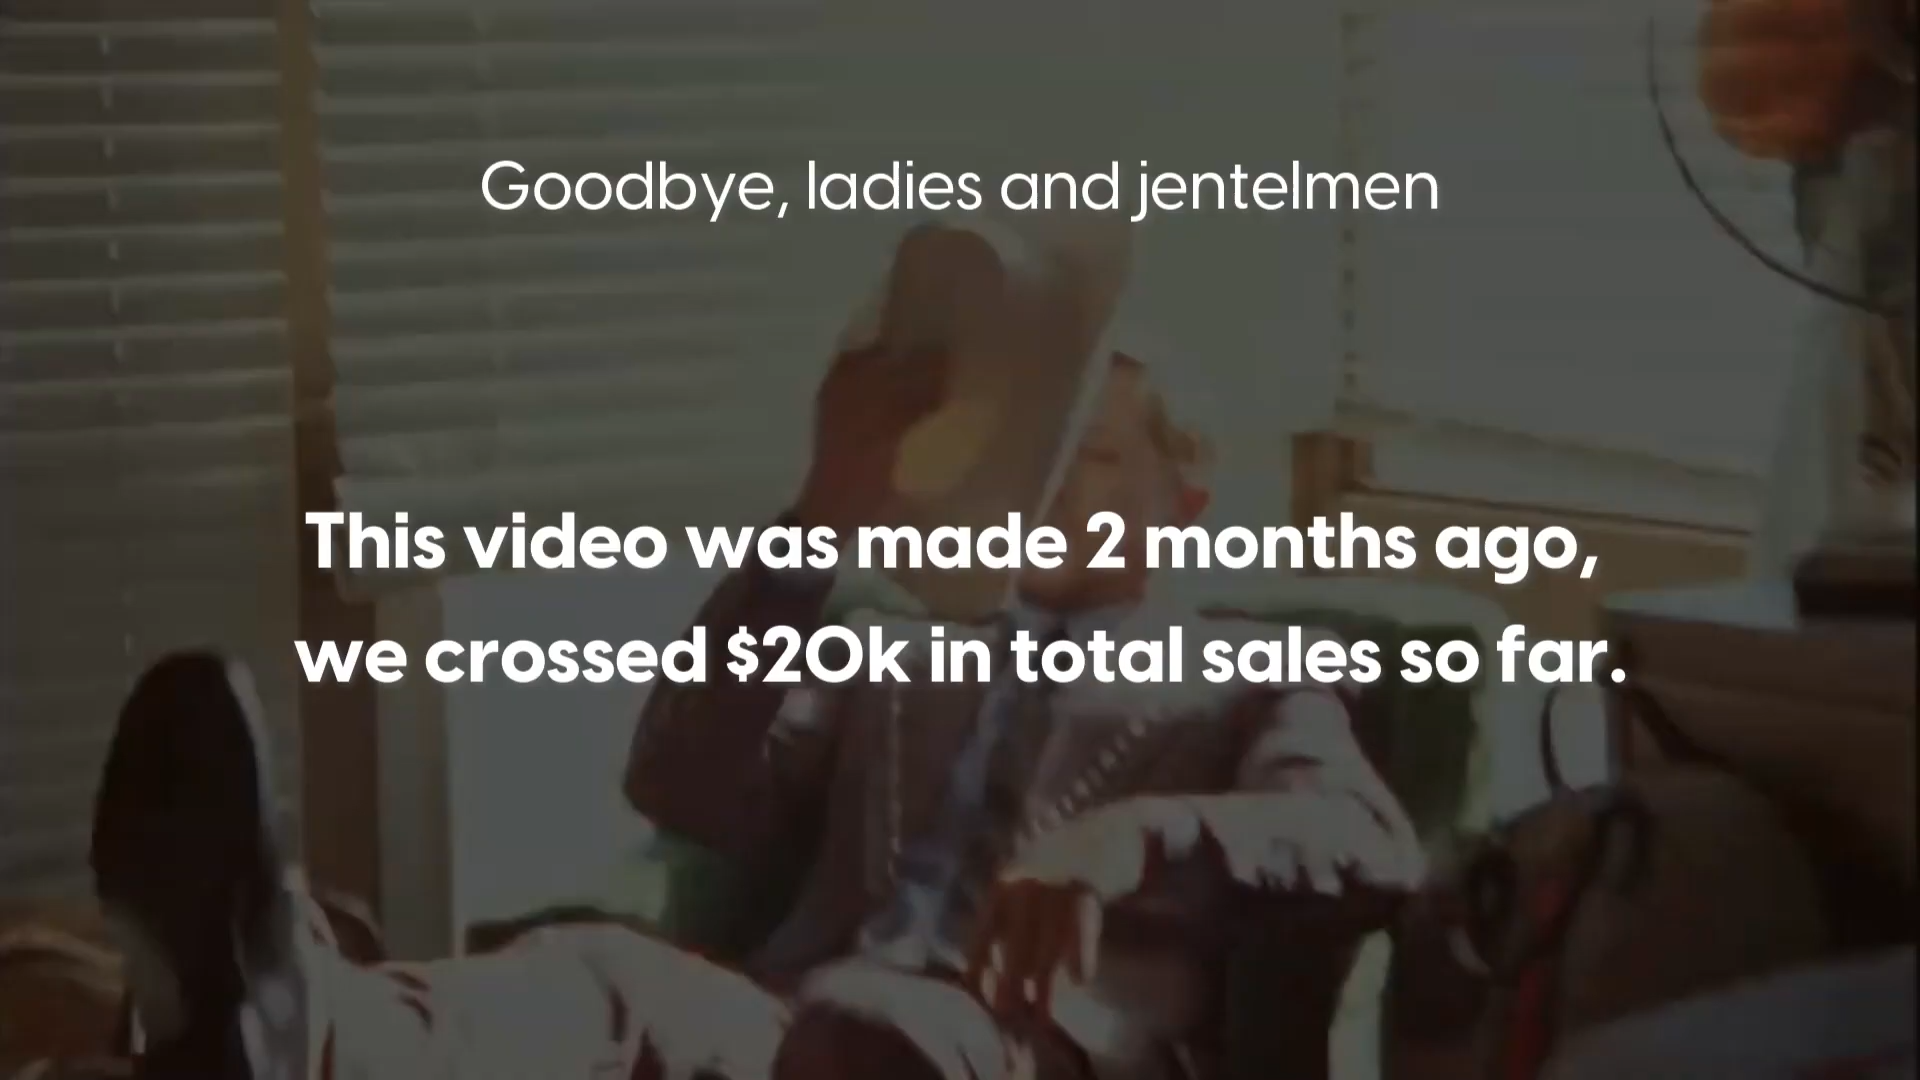 Goodbye, ladies and jentelmen
This video was made 2 months ago,
we crossed $20k in total sales so far.